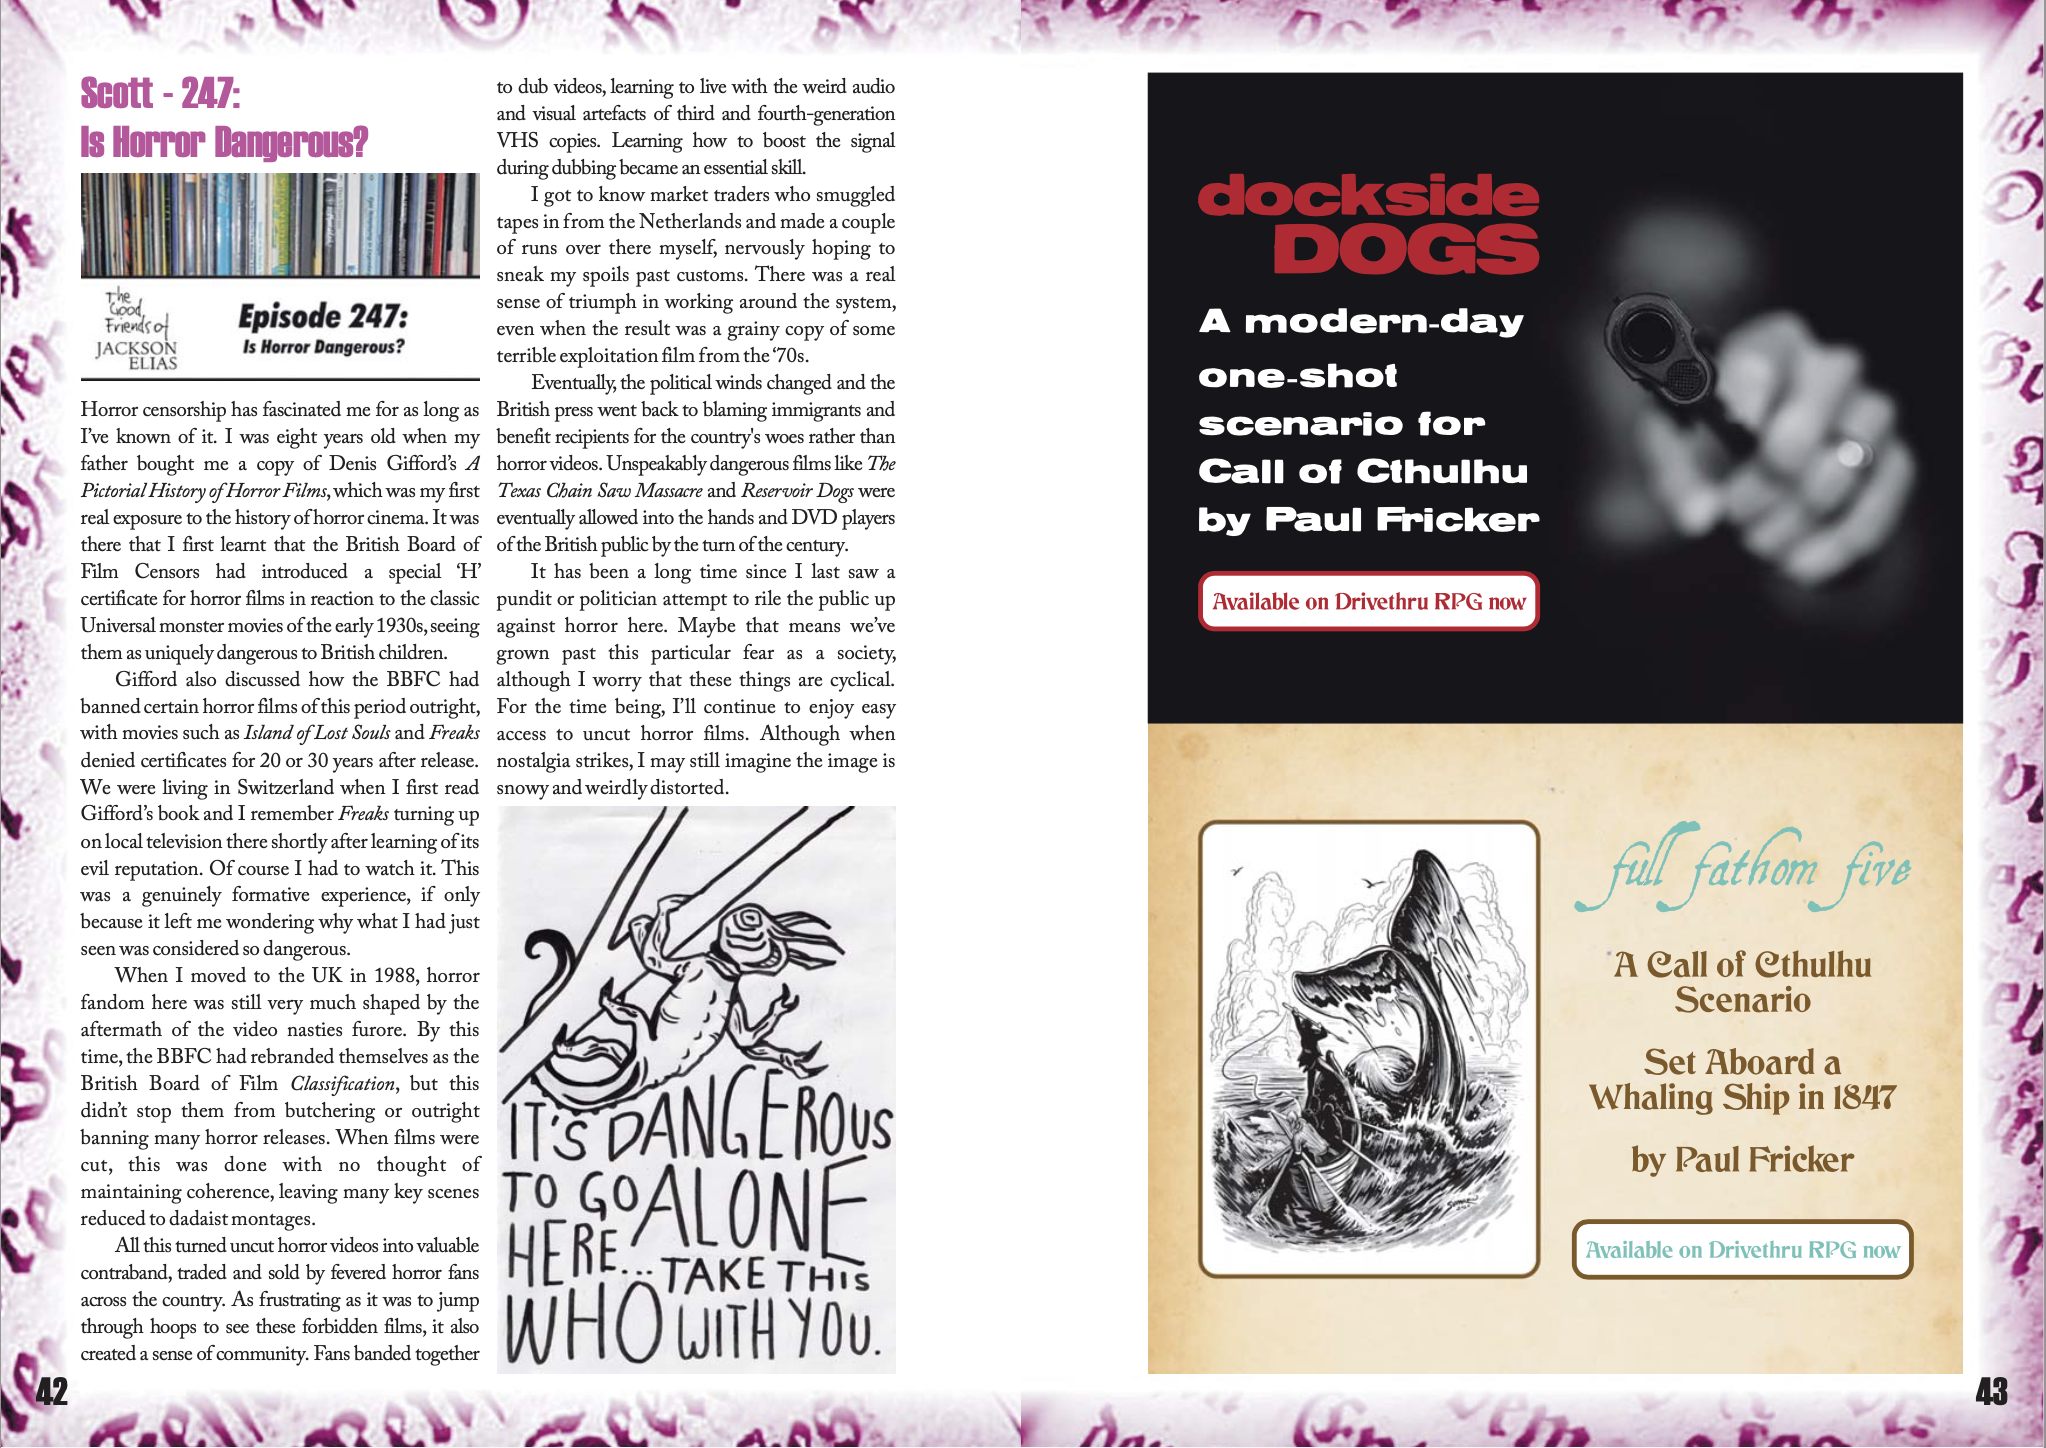 Scott - 247:
Is Horror Dangerous?
The
Good
Friends of
JACKSON
ELIAS
Episode 247:
Is Horror Dangerous?
Horror censorship has fascinated me for as long as
I’ve known of it. I was eight years old when my
father bought me a copy of Denis Gifford’s A
Pictorial History of Horror Films, which was my first
real exposure to the history of horror cinema. It was
there that I first learnt that the British Board of
Film Censors had introduced a special ‘H’
certificate for horror films in reaction to the classic
Universal monster movies of the early 1930s, seeing
them as uniquely dangerous to British children.
Gifford also discussed how the BBFC had
banned certain horror films of this period outright,
with movies such as Island of Lost Souls and Freaks
denied certificates for 20 or 30 years after release.
We were living in Switzerland when I first read
Gifford’s book and I remember Freaks turning up
on local television there shortly after learning of its
evil reputation. Of course I had to watch it. This
was a genuinely formative experience, if only
because it left me wondering why what I had just
seen was considered so dangerous.
When I moved to the UK in 1988, horror
fandom here was still very much shaped by the
aftermath of the video nasties furore. By this
time, the BBFC had rebranded themselves as the
British Board of Film Classification, but this
didn’t stop them from butchering or outright
banning many horror releases. When films were
cut, this was done with no thought of
maintaining coherence, leaving many key scenes
reduced to dadaist montages.
All this turned uncut horror videos into valuable
contraband, traded and sold by fevered horror fans
across the country. As frustrating as it was to jump
through hoops to see these forbidden films, it also
created a sense of community. Fans banded together
42
to dub videos, learning to live with the weird audio
and visual artefacts of third and fourth-generation
VHS copies. Learning how to boost the signal
during dubbing became an essential skill.
I got to know market traders who smuggled
tapes in from the Netherlands and made a couple
of runs over there myself, nervously hoping to
sneak my spoils past customs. There was a real
sense of triumph in working around the system,
even when the result was a grainy copy of some
terrible exploitation film from the ‘70s.
Eventually, the political winds changed and the
British press went back to blaming immigrants and
benefit recipients for the country's woes rather than
horror videos. Unspeakably dangerous films like The
Texas Chain Saw Massacre and Reservoir Dogs were
eventually allowed into the hands and DVD players
of the British public by the turn of the century.
It has been a long time since I last saw a
pundit or politician attempt to rile the public up
against horror here. Maybe that means we’ve
grown past this particular fear as a society,
although I worry that these things are cyclical.
For the time being, I’ll continue to enjoy easy
access to uncut horror films. Although when
nostalgia strikes, I may still imagine the image is
snowy and weirdly distorted.
IT'S DANGEROUS
TO GO ALONE
HERE... TAKE THIS
WHO WITH YOU.
dockside
DOGS
A modern-day
one-shot
scenario for
Call of Cthulhu
by Paul Fricker
Available on Drivethru RPG now
full fathom five
A Call of Cthulhu
Scenario
Set Aboard a
Whaling Ship in 1847
by Paul Fricker
Available on Drivethru RPG now
43